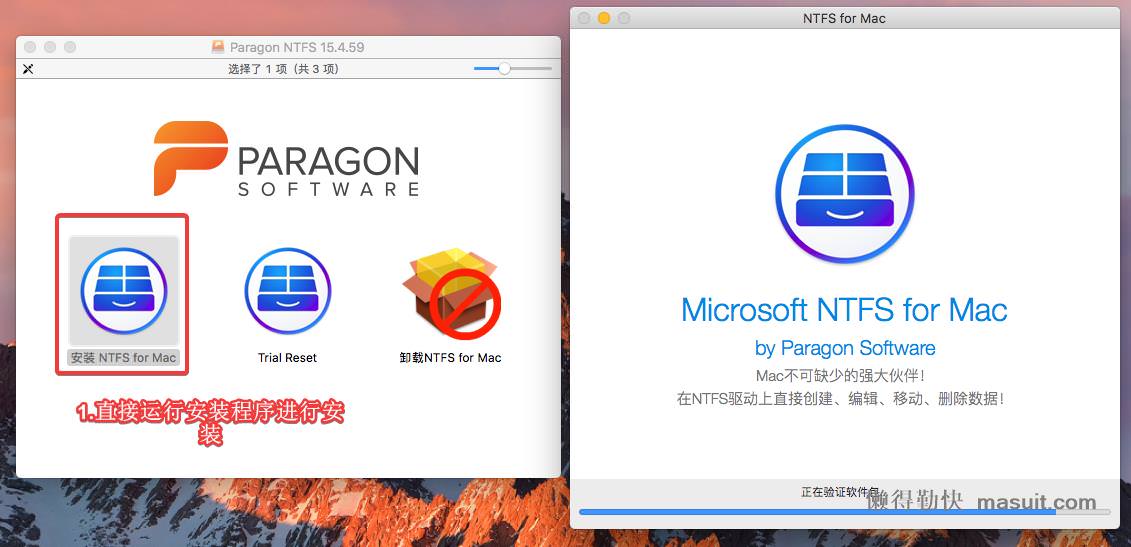 Paragon NTFS 15.4.59
选择了 1 项（共 3 项）
PARAGON
SOFTWARE
安装 NTFS for Mac
Trial Reset
卸载NTFS for Mac
1.直接运行安装程序进行安
装
NTFS for Mac
Microsoft NTFS for Mac
by Paragon Software
Mac不可缺少的强大伙伴！
在NTFS驱动上直接创建、编辑、移动、删除数据！
正在验证软件包
懒得勤快 masuit.com